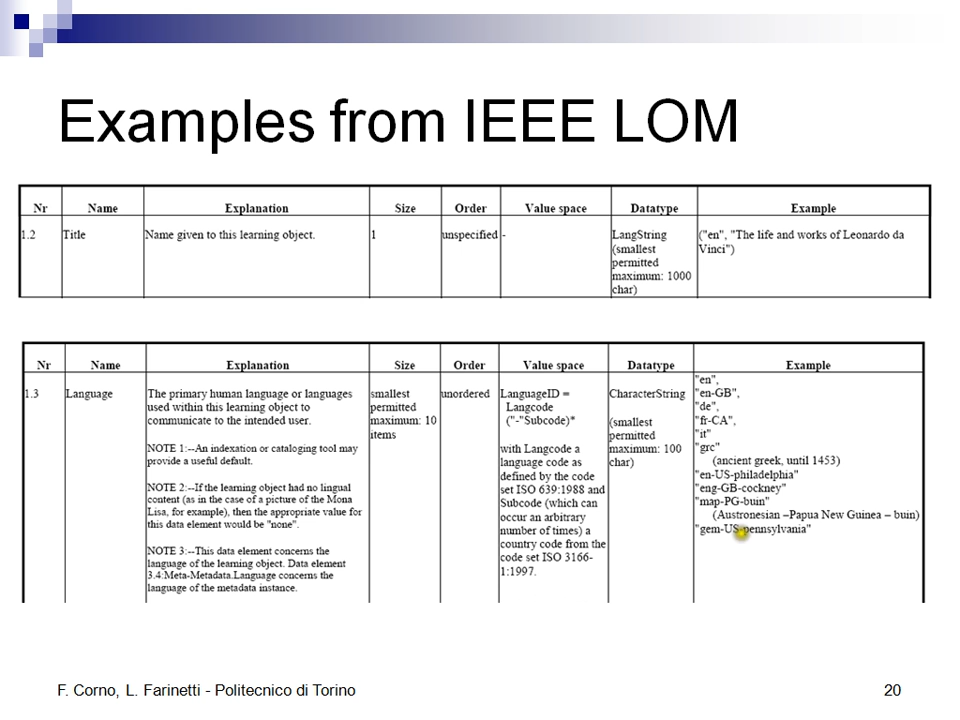 Examples from IEEE LOM
Nr Name Explanation Size Order Value space Datatype Example
1.2 Title Name given to this learning object. 1 unspecified - LangString ("en", "The life and works of Leonardo da
(smallest Vinci")
permitted
maximum: 1000
char)
Nr Name Explanation Size Order Value space Datatype Example
1.3 Language
The primary human language or languages
used within this learning object to
communicate to the intended user.
NOTE 1:--An indexation or cataloging tool may
provide a useful default.
NOTE 2:--If the learning object had no lingual
content (as in the case of a picture of the Mona
Lisa, for example), then the appropriate value for
this data element would be "none".
NOTE 3:--This data element concerns the
language of the learning object. Data element
3.4:Meta-Metadata.Language concerns the
language of the metadata instance.
smallest
permitted
maximum: 10
items
unordered
LanguageID =
Langcode
("-"Subcode)*
with Langcode a
language code as
defined by the code
set ISO 639:1988 and
Subcode (which can
occur an arbitrary
number of times) a
country code from the
code set ISO 3166-
1:1997.
CharacterString
(smallest
permitted
maximum: 100
char)
"en",
"en-GB",
"de",
"fr-CA",
"it"
"grc"
(ancient greek, until 1453)
"en-US-philadelphia"
"eng-GB-cockney"
"map-PG-buin"
(Austronesian –Papua New Guinea – buin)
"gem-US-pennsylvania"
F. Corno, L. Farinetti - Politecnico di Torino
20